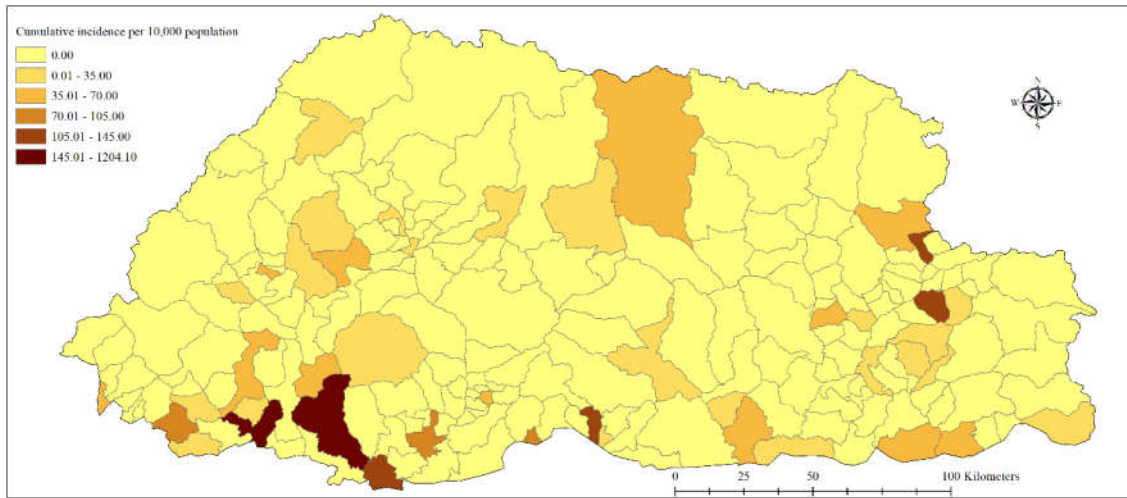 Cumulative incidence per 10,000 population
0.00
0.01 - 35.00
35.01 - 70.00
70.01 - 105.00
105.01 - 145.00
145.01 - 1204.10
N
W E
S
0 25 50 100 Kilometers